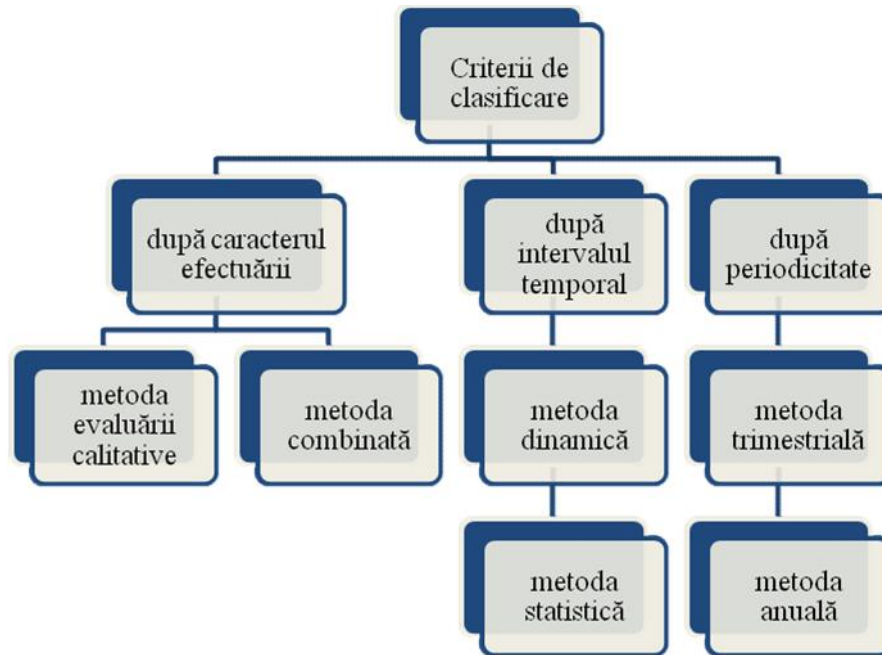 Criterii de
clasificare
după caracterul
efectuării
după
intervalul
temporal
după
periodicitate
metoda
evaluării
calitative
metoda
combinată
metoda
dinamică
metoda
trimestrială
metoda
statistică
metoda
anuală